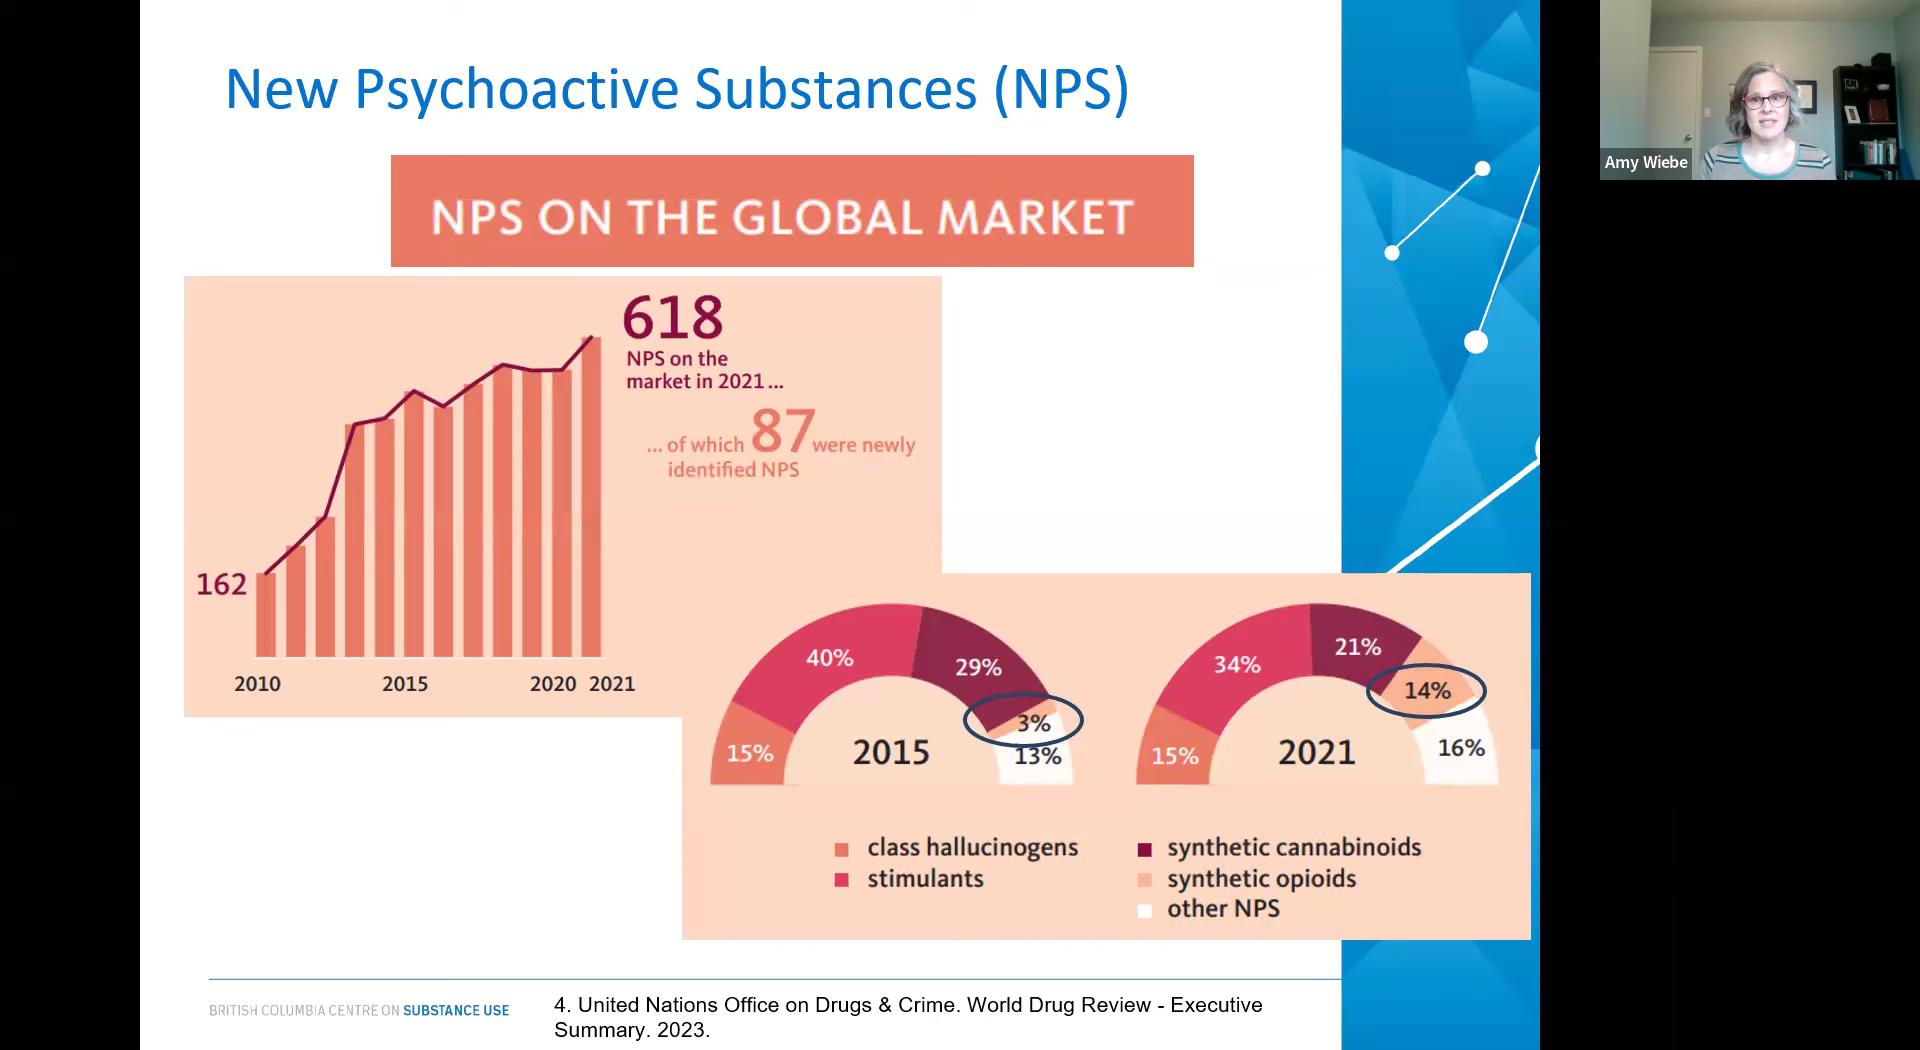 New Psychoactive Substances (NPS)
Amy Wiebe
NPS ON THE GLOBAL MARKET
618
NPS on the
market in 2021 ...
... of which 87 were newly
identified NPS
162
2010 2015 2020 2021
40% 29% 3% 13% 15%
2015
34% 21% 14% 16% 15%
2021
class hallucinogens
stimulants
synthetic cannabinoids
synthetic opioids
other NPS
BRITISH COLUMBIA CENTRE ON SUBSTANCE USE
4. United Nations Office on Drugs & Crime. World Drug Review - Executive
Summary. 2023.